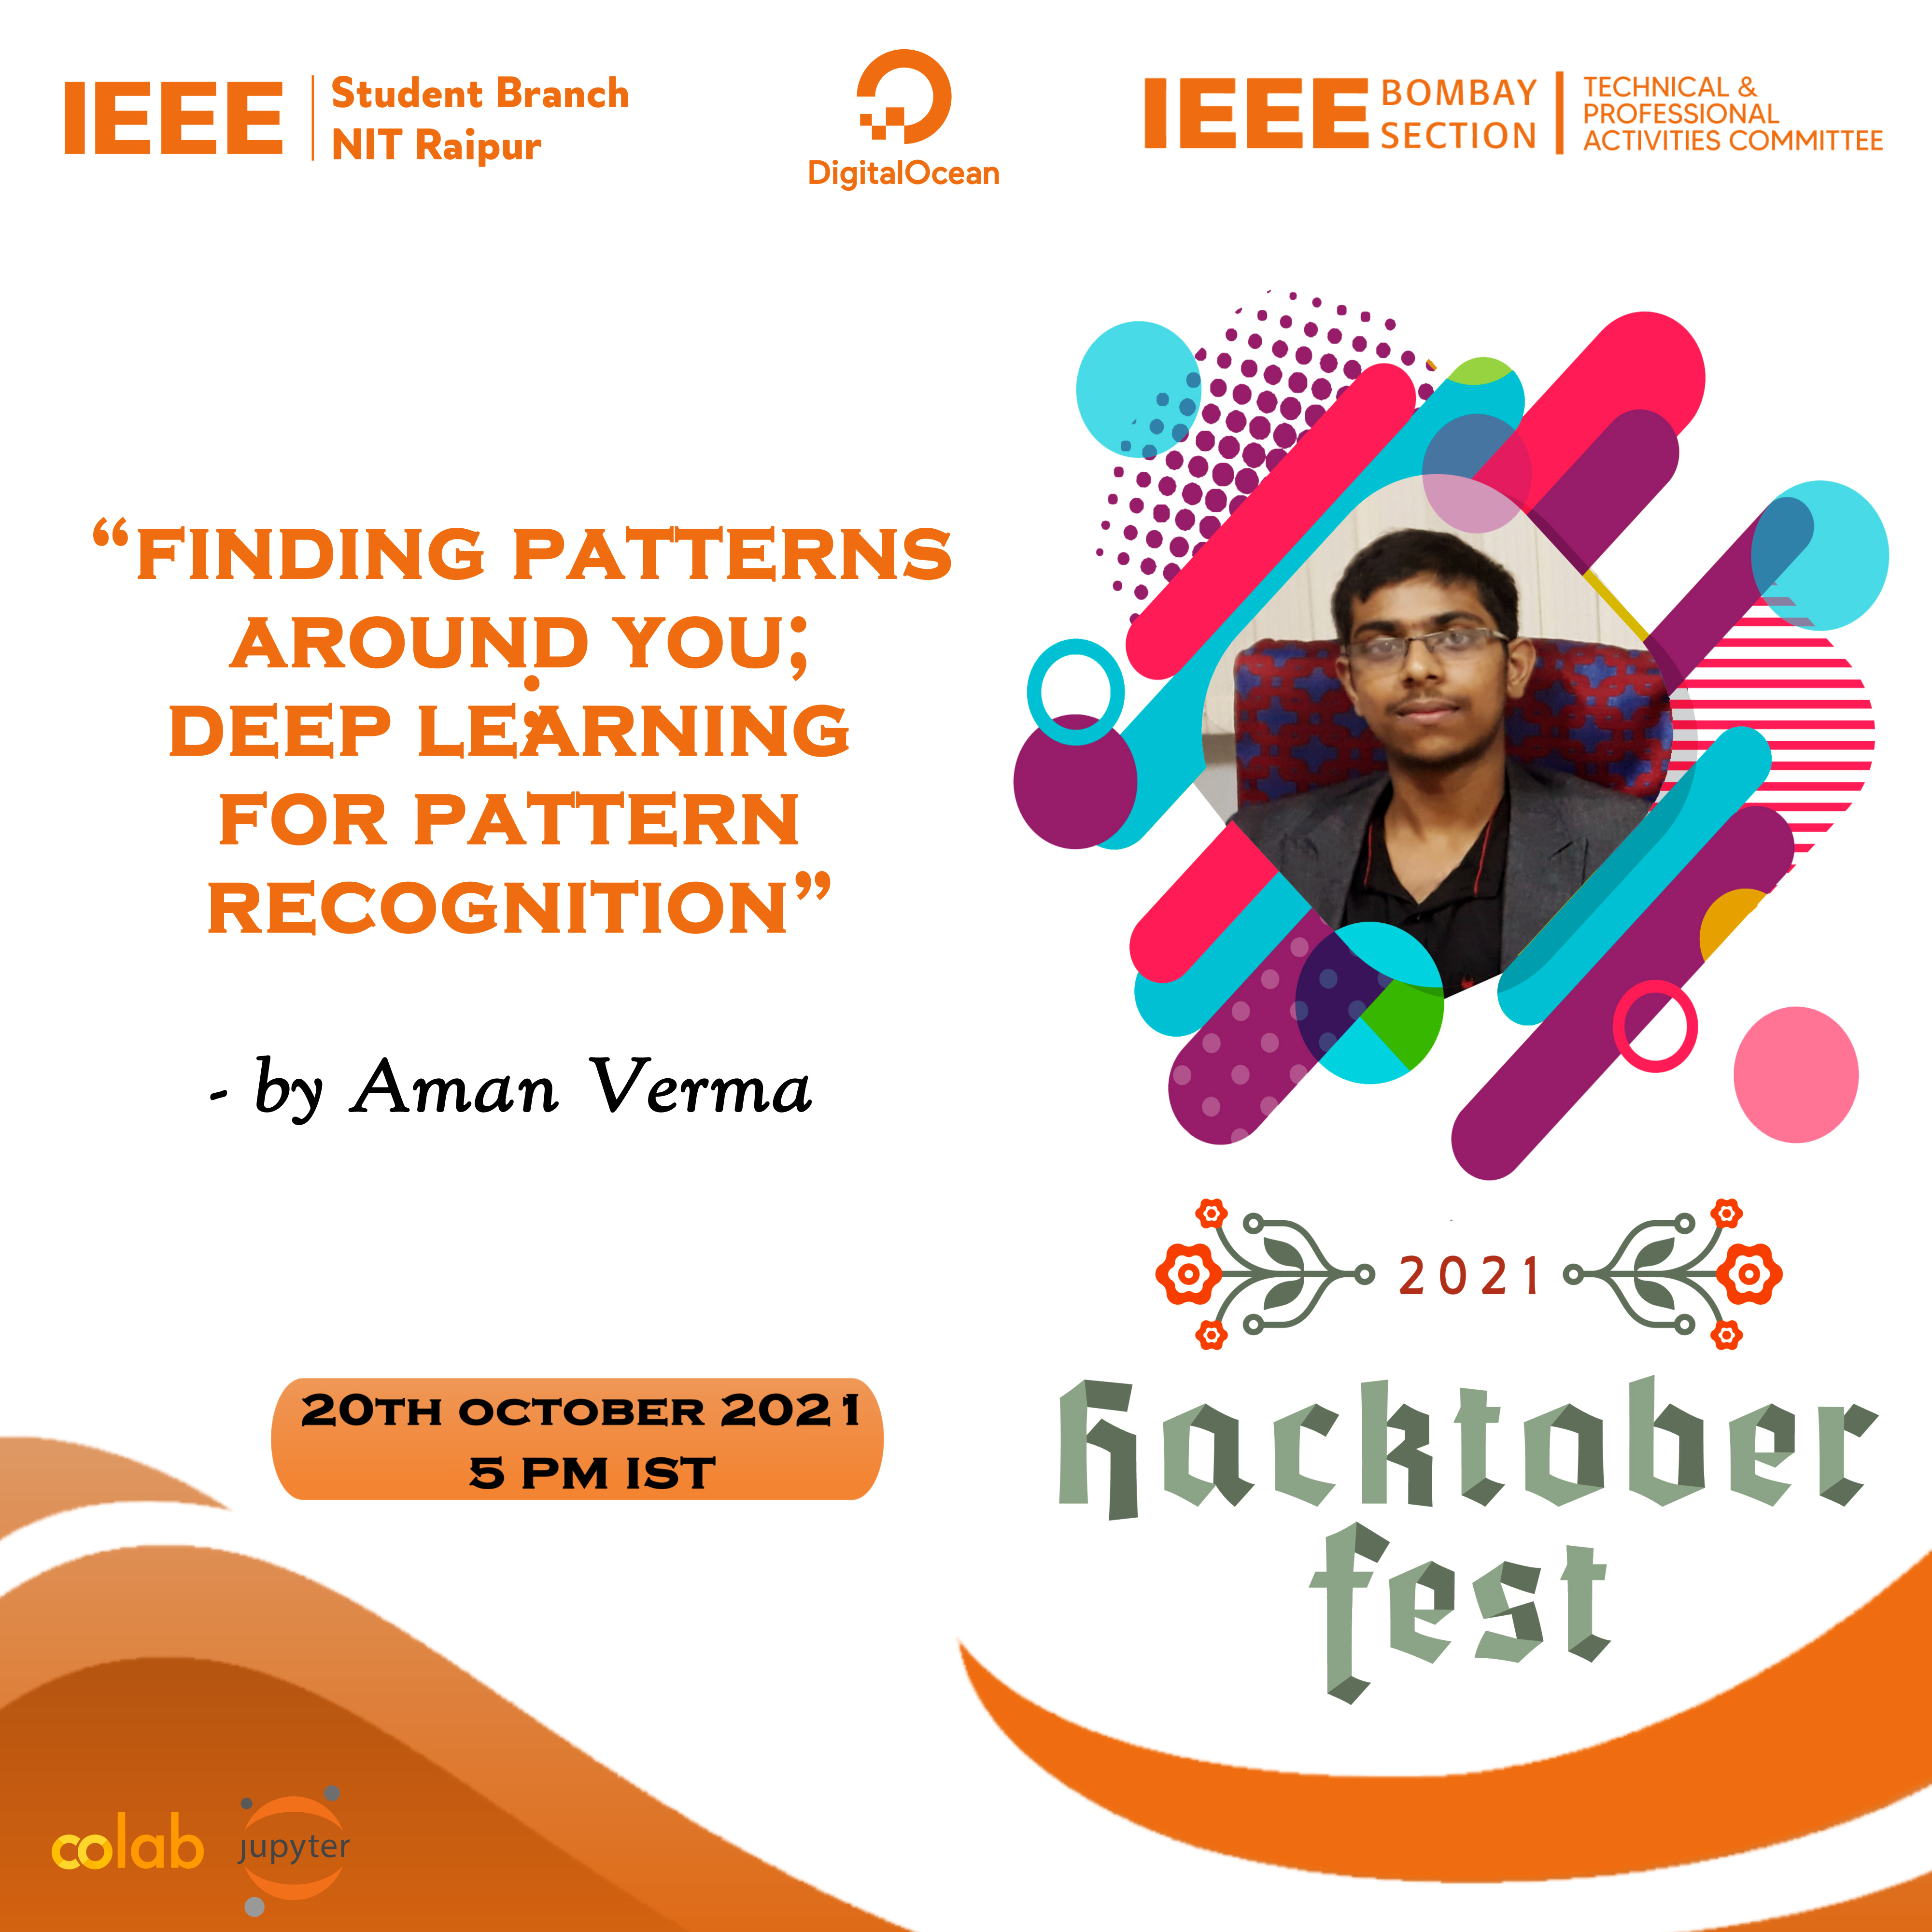 IEEE
Student Branch
NIT Raipur
DigitalOcean
IEEE
BOMBAY
SECTION
TECHNICAL &
PROFESSIONAL
ACTIVITIES COMMITTEE
“FINDING PATTERNS
AROUND YOU;
DEEP LEARNING
FOR PATTERN
RECOGNITION”
- by Aman Verma
20TH OCTOBER 2021
5 PM IST
2021
hacktober
fest
colab
jupyter